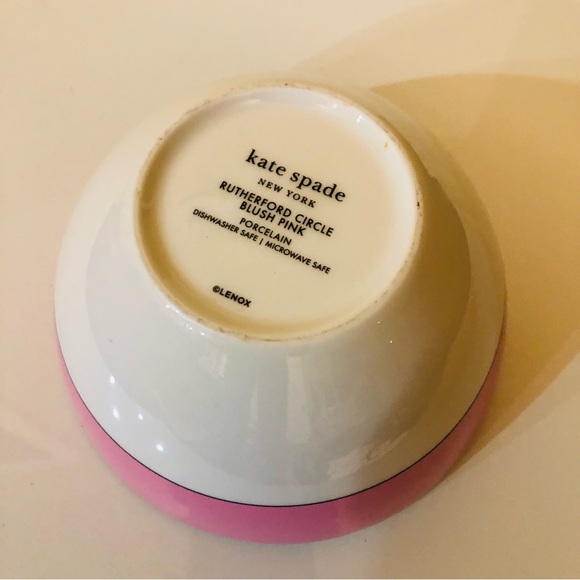 kate spade
NEW YORK
RUTHERFORD CIRCLE
BLUSH PINK
PORCELAIN
DISHWASHER SAFE | MICROWAVE SAFE
©LENOX